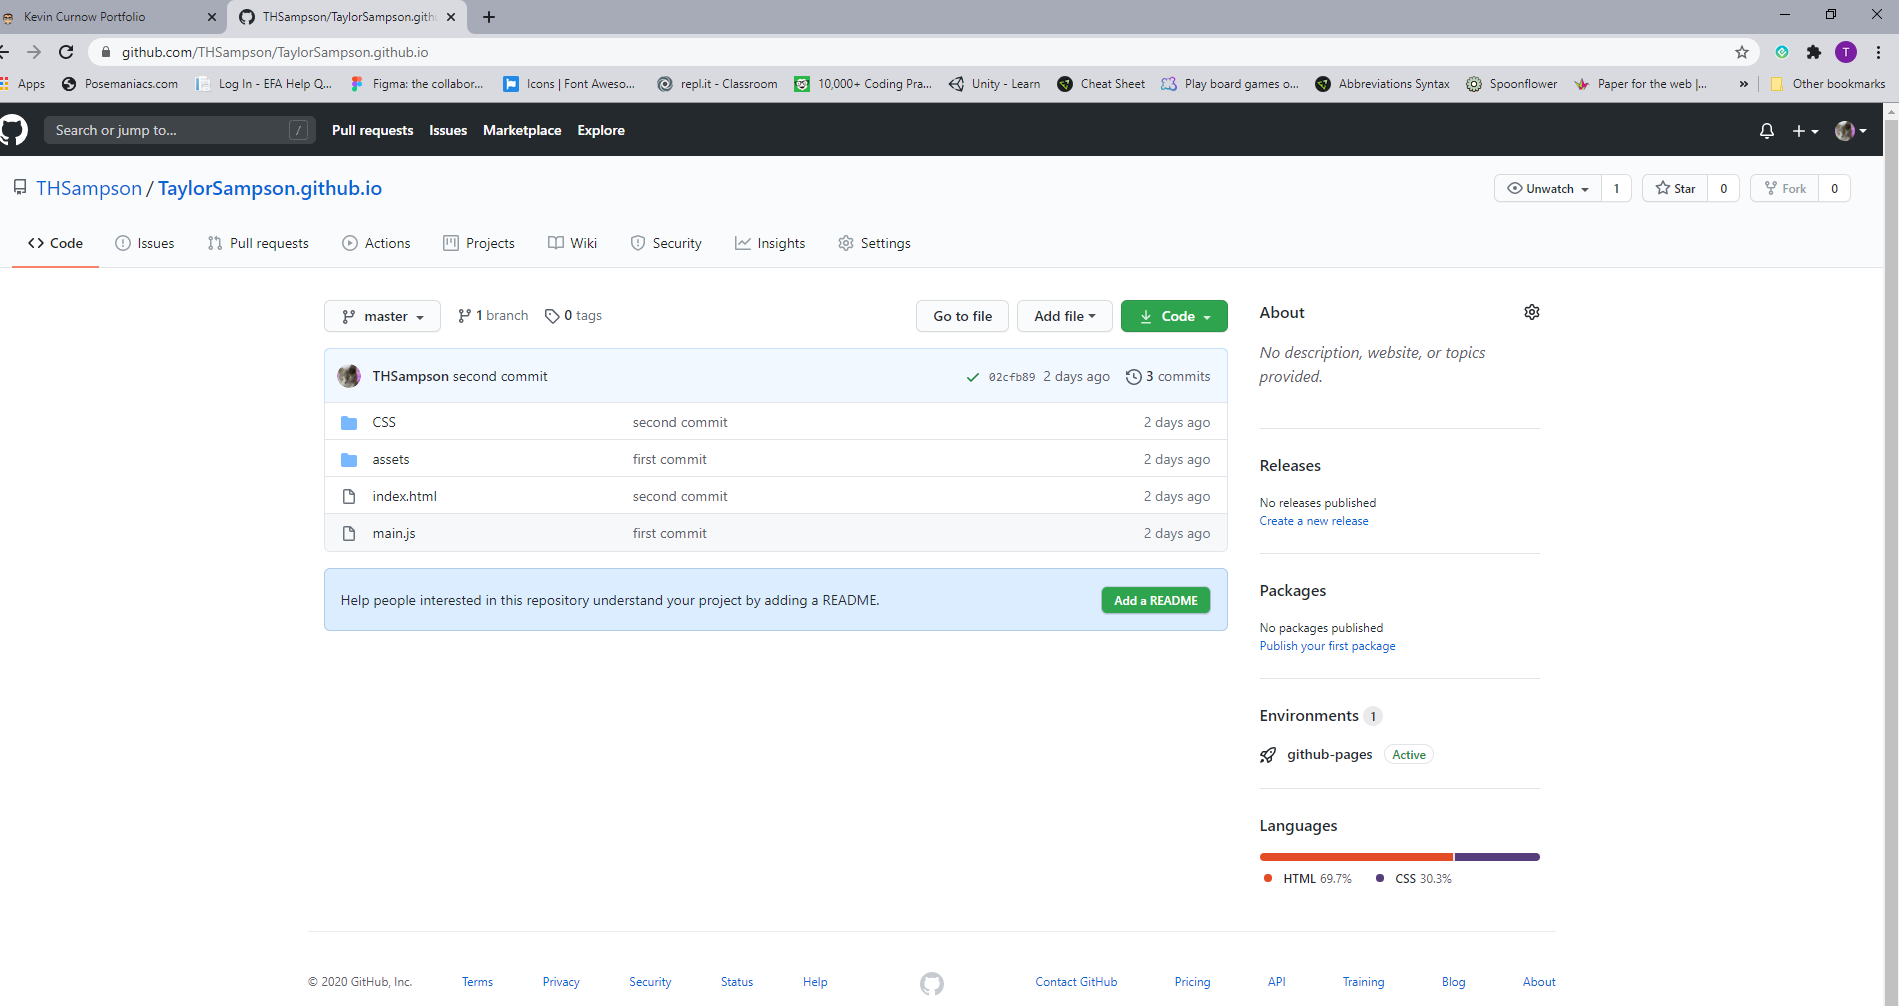 Kevin Curnow Portfolio
THSampson/TaylorSampson.gith
github.com/THSampson/TaylorSampson.github.io
T
Apps
Posemaniacs.com
Log In - EFA Help Q...
Figma: the collabor...
Icons | Font Aweso...
repl.it - Classroom
10,000+ Coding Pra...
Unity - Learn
Cheat Sheet
Play board games o...
Abbreviations Syntax
Spoonflower
Paper for the web |...
»
Other bookmarks
Search or jump to...
/
Pull requests
Issues
Marketplace
Explore
THSampson / TaylorSampson.github.io
Unwatch 1
Star 0
Fork 0
Code
Issues
Pull requests
Actions
Projects
Wiki
Security
Insights
Settings
master
1 branch
0 tags
Go to file
Add file
Code
THSampson second commit
02cfb89 2 days ago
3 commits
CSS second commit 2 days ago
assets first commit 2 days ago
index.html second commit 2 days ago
main.js first commit 2 days ago
Help people interested in this repository understand your project by adding a README.
Add a README
About
No description, website, or topics
provided.
Releases
No releases published
Create a new release
Packages
No packages published
Publish your first package
Environments 1
github-pages Active
Languages
HTML 69.7% CSS 30.3%
© 2020 GitHub, Inc.
Terms
Privacy
Security
Status
Help
Contact GitHub
Pricing
API
Training
Blog
About